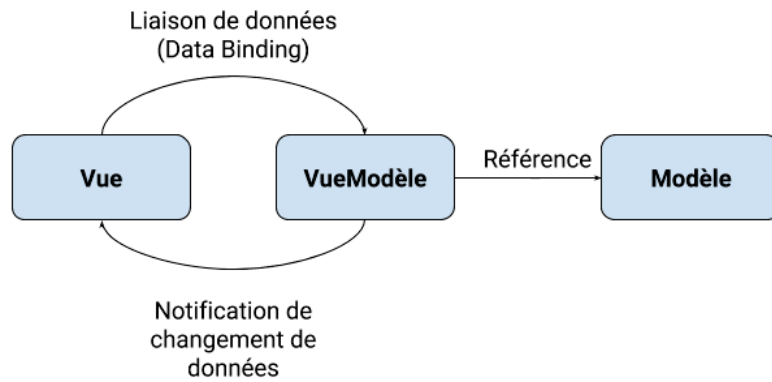 Liaison de données
(Data Binding)
Vue
VueModèle
Référence
Modèle
Notification de
changement de
données